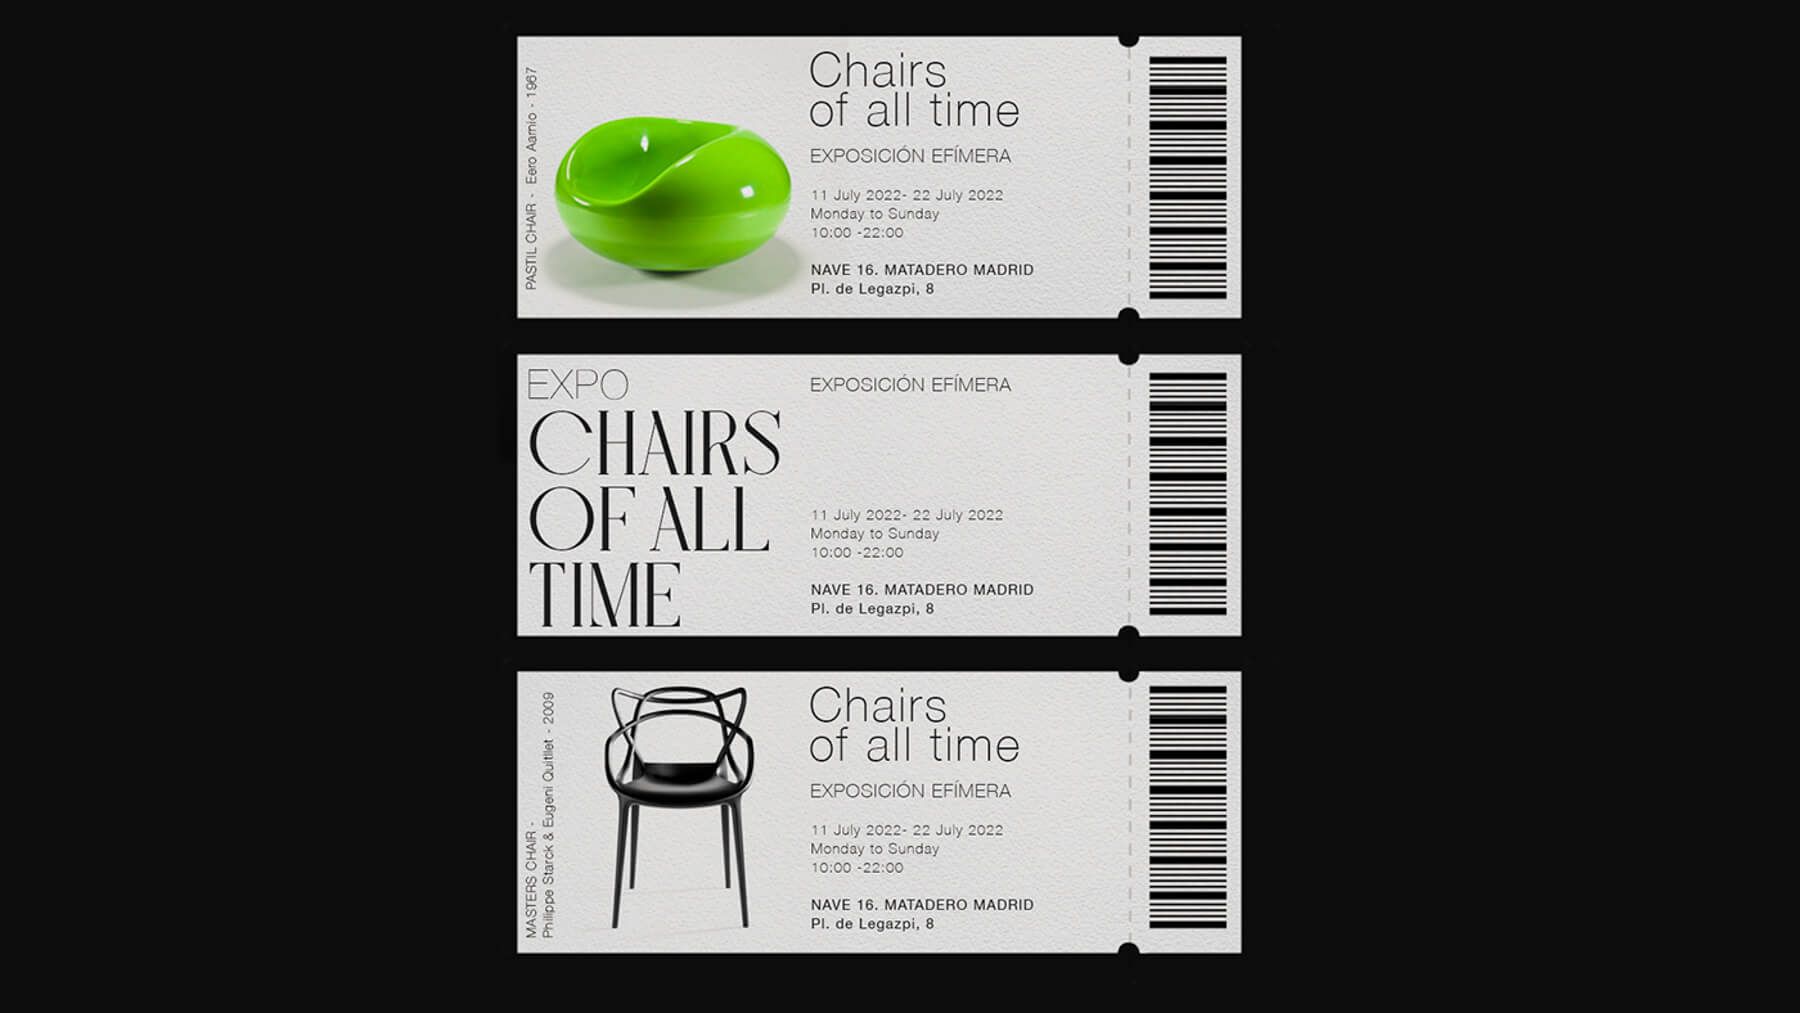 PASTIL CHAIR - Eero Aarnio - 1967
Chairs
of all time
EXPOSICIÓN EFÍMERA
11 July 2022- 22 July 2022
Monday to Sunday
10:00 -22:00
NAVE 16. MATADERO MADRID
Pl. de Legazpi, 8
EXPO
CHAIRS
OF ALL
TIME
EXPOSICIÓN EFÍMERA
11 July 2022- 22 July 2022
Monday to Sunday
10:00 -22:00
NAVE 16. MATADERO MADRID
Pl. de Legazpi, 8
MASTERS CHAIR -
Philippe Starck & Eugeni Quitllet - 2009
Chairs
of all time
EXPOSICIÓN EFÍMERA
11 July 2022- 22 July 2022
Monday to Sunday
10:00 -22:00
NAVE 16. MATADERO MADRID
Pl. de Legazpi, 8